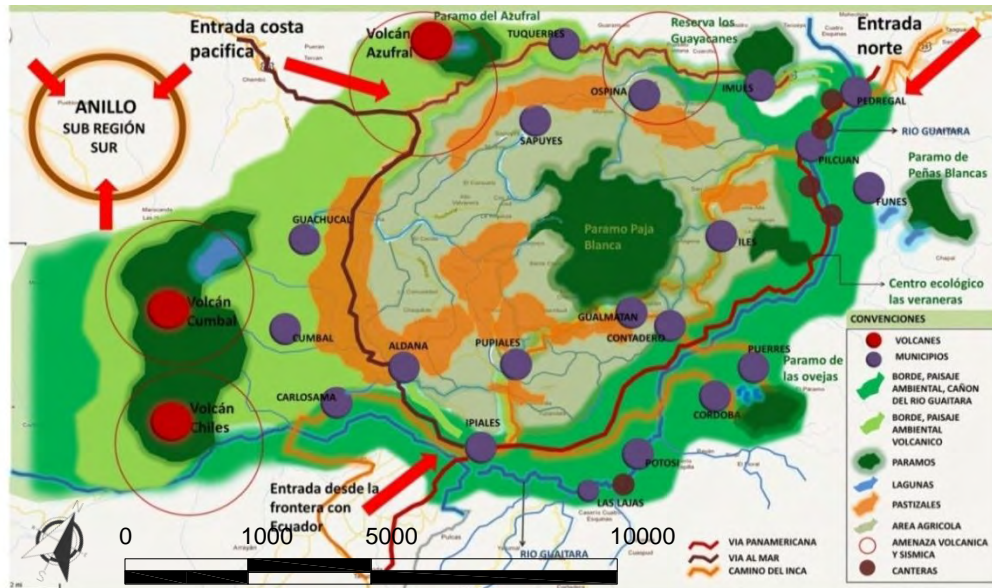 Entrada costa
pacifica
Volcán
Azufral
Paramo del Azufral
TUQUERRES
Reserva los
Guayacanes
Entrada
norte
ANILLO
SUB REGIÓN
SUR
OSPINA
IMUES
PEDREGAL
RIO GUAITARA
SAPUYES
PILCUAN
Paramo de
Peñas Blancas
FUNES
GUACHUCAL
Paramo Paja
Blanca
ILES
Centro ecológico
las veraneras
Volcán
Cumbal
CUMBAL
GUALMATAN
CONTADERO
ALDANA
PUPIALES
PUERRES
Paramo de
las ovejas
CARLOSAMA
Volcán
Chiles
CORDOBA
IPIALES
POTOSI
LAS LAJAS
Entrada desde la
frontera con
Ecuador
RIO GUAITARA
0 1000 5000 10000
CONVENCIONES
VOLCANES
MUNICIPIOS
BORDE, PAISAJE
AMBIENTAL, CAÑON
DEL RIO GUAITARA
BORDE, PAISAJE
AMBIENTAL
VOLCANICO
PARAMOS
LAGUNAS
PASTIZALES
AREA AGRICOLA
AMENAZA VOLCANICA
Y SISMICA
CANTERAS
VIA PANAMERICANA
VIA AL MAR
CAMINO DEL INCA